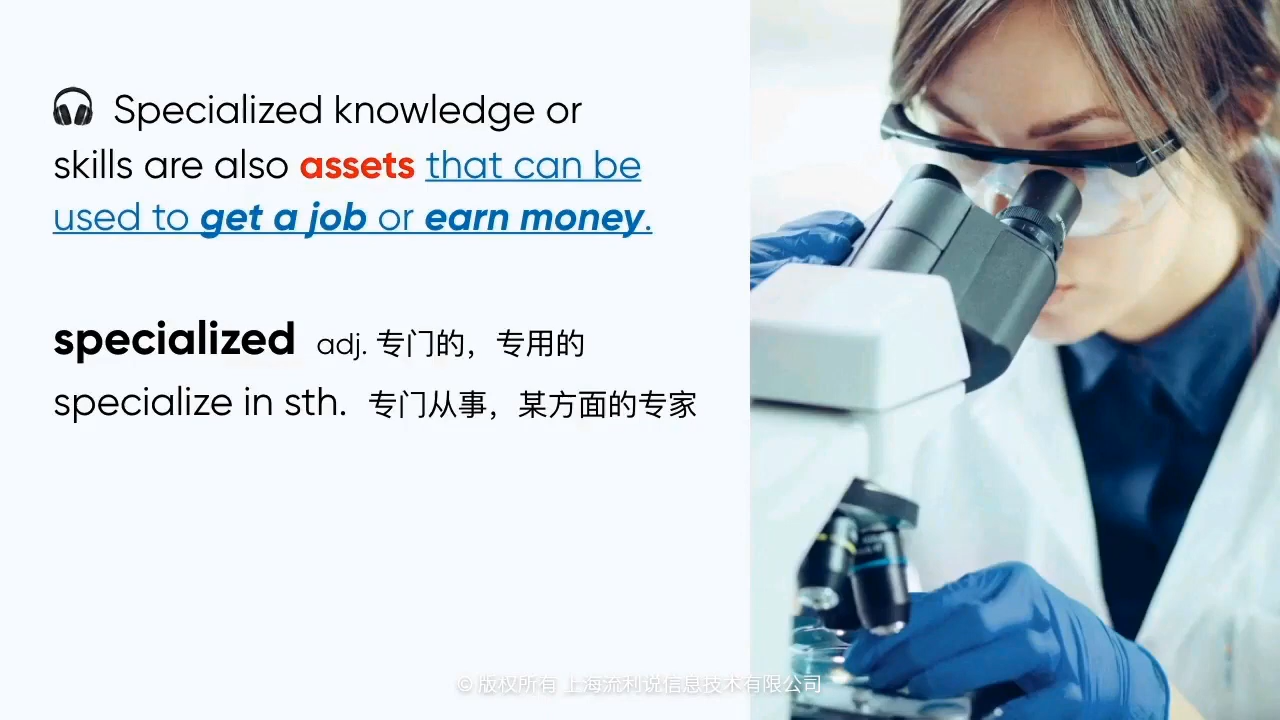 Specialized knowledge or
skills are also assets that can be
used to get a job or earn money.
specialized adj. 专门的，专用的
specialize in sth. 专门从事，某方面的专家
© 版权所有 上海流利说信息技术有限公司